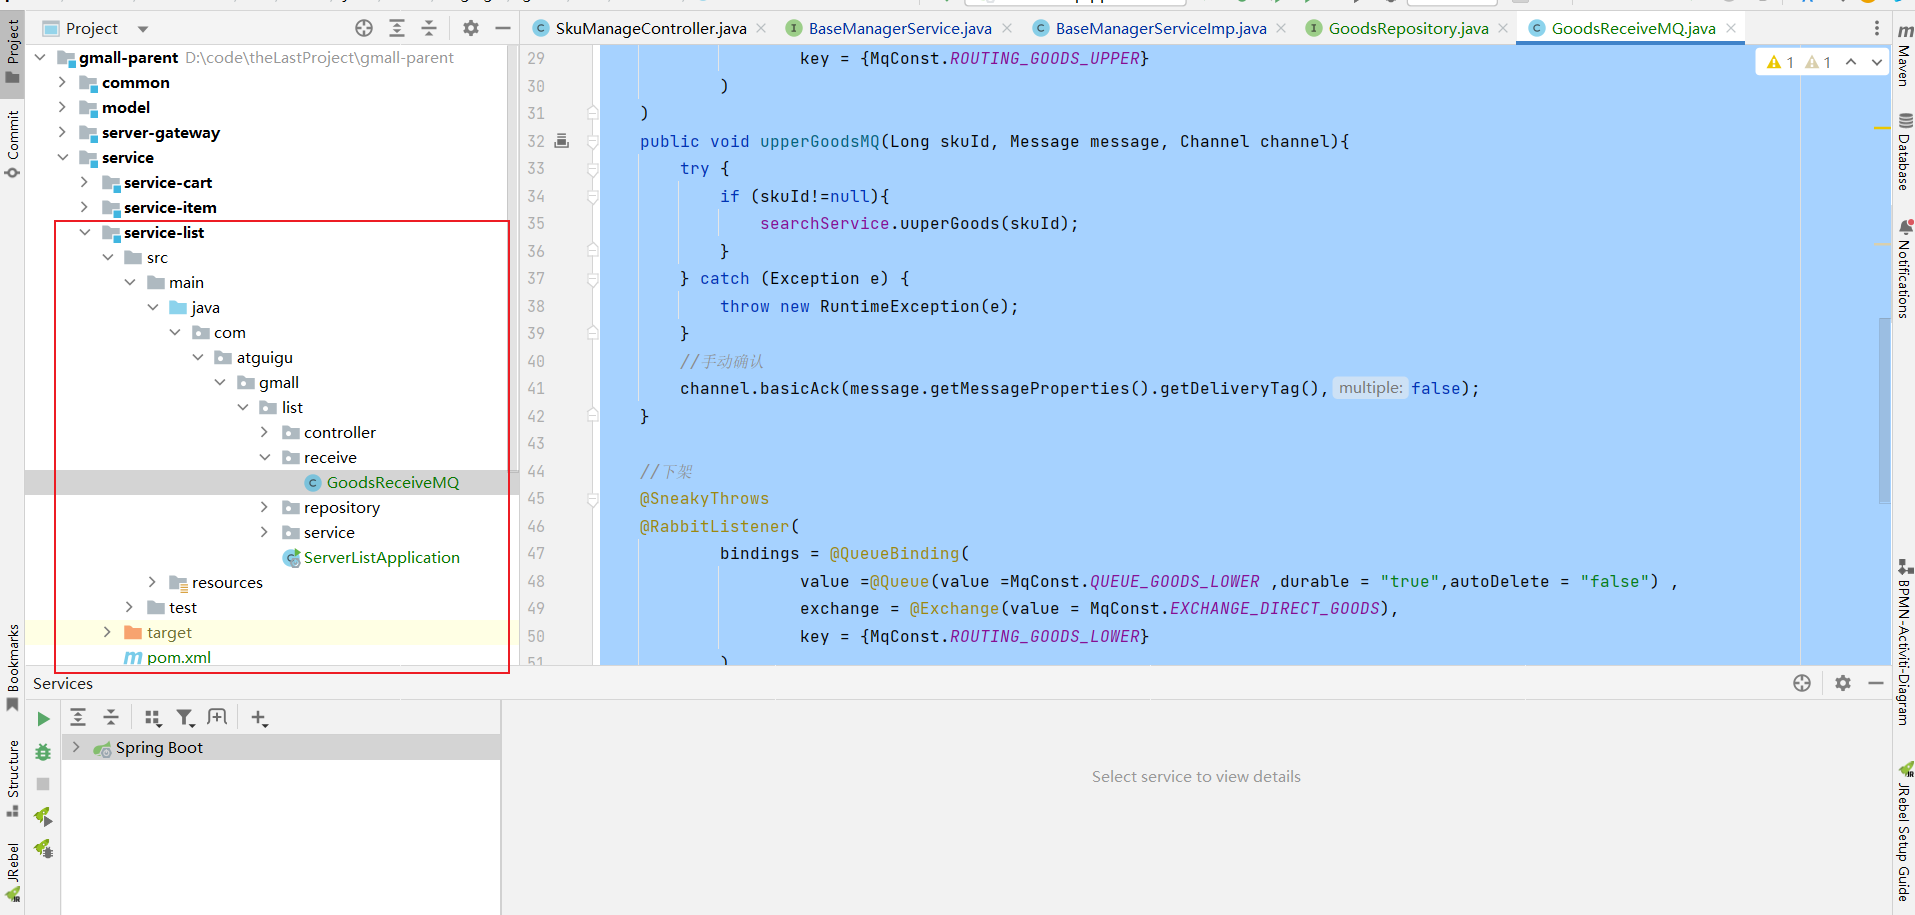 Project
SkuManageController.java
BaseManagerService.java
BaseManagerServiceImp.java
GoodsRepository.java
GoodsReceiveMQ.java
Project
Commit
Bookmarks
Structure
JRebel
gmall-parent D:\code\theLastProject\gmall-parent
common
model
server-gateway
service
service-cart
service-item
service-list
src
main
java
com
atguigu
gmall
list
controller
receive
GoodsReceiveMQ
repository
service
ServerListApplication
resources
test
target
pom.xml
29 key = {MqConst.ROUTING_GOODS_UPPER}
30 )
31 )
32 public void upperGoodsMQ(Long skuId, Message message, Channel channel){
33 try {
34 if (skuId!=null){
35 searchService.uuperGoods(skuId);
36 }
37 } catch (Exception e) {
38 throw new RuntimeException(e);
39 }
40 //手动确认
41 channel.basicAck(message.getMessageProperties().getDeliveryTag(), multiple: false);
42 }
43
44 //下架
45 @SneakyThrows
46 @RabbitListener(
47 bindings = @QueueBinding(
48 value =@Queue(value =MqConst.QUEUE_GOODS_LOWER ,durable = "true",autoDelete = "false") ,
49 exchange = @Exchange(value = MqConst.EXCHANGE_DIRECT_GOODS),
50 key = {MqConst.ROUTING_GOODS_LOWER}
51 )
1 1
Maven
Database
Notifications
BPMN-Activiti-Diagram
JRebel Setup Guide
Services
Spring Boot
Select service to view details